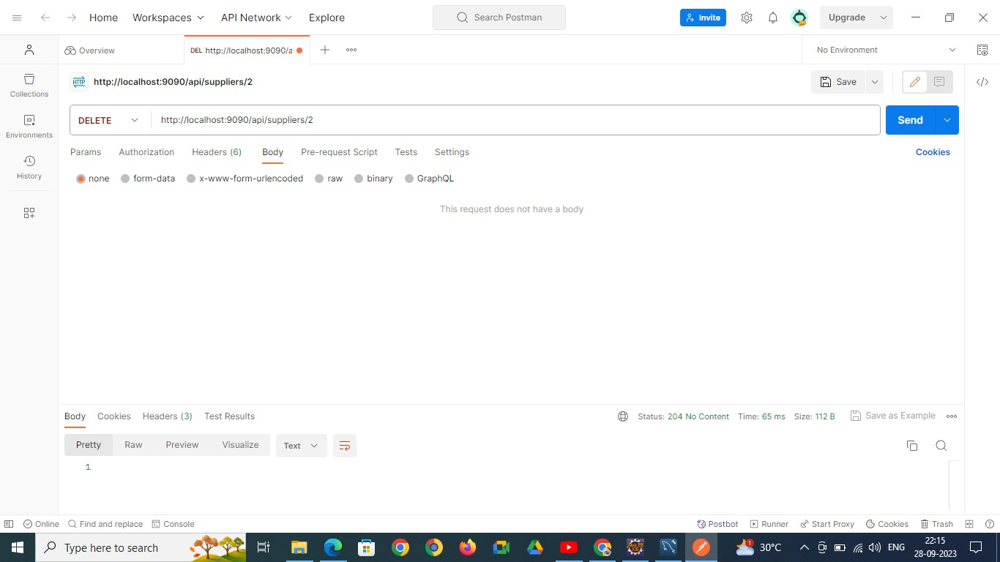 Home Workspaces API Network Explore Search Postman Invite 1 Upgrade
Overview DEL http://localhost:9090/a No Environment
HTTP http://localhost:9090/api/suppliers/2 Save
Collections
Environments
History
DELETE http://localhost:9090/api/suppliers/2 Send
Params Authorization Headers (6) Body Pre-request Script Tests Settings Cookies
none form-data x-www-form-urlencoded raw binary GraphQL
This request does not have a body
Body Cookies Headers (3) Test Results Status: 204 No Content Time: 65 ms Size: 112 B Save as Example
Pretty Raw Preview Visualize Text
1
Online Find and replace Console Postbot Runner Start Proxy Cookies Trash
Type here to search 1 30°C ENG 22:15
28-09-2023